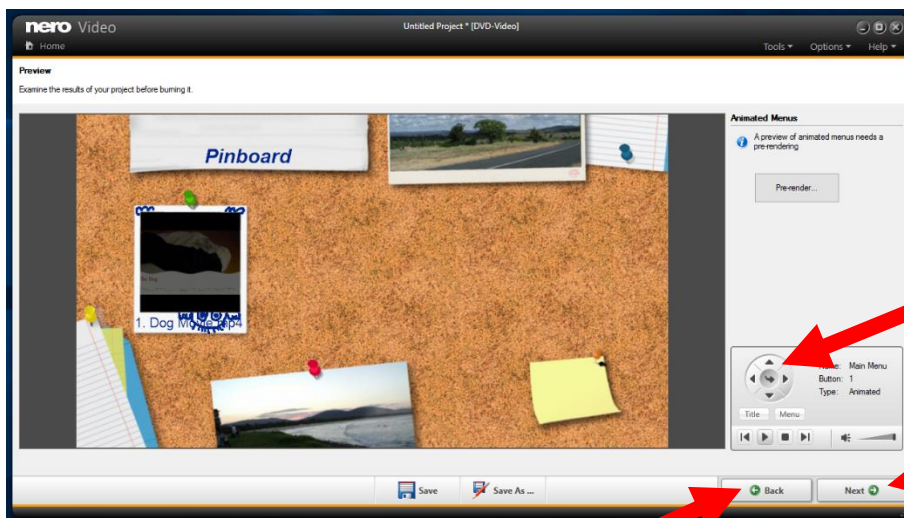 nero Video
Untitled Project * [DVD-Video]
Home
Tools Options Help
Preview
Examine the results of your project before burning it.
Pinboard
1. Dog Movie.mp4
Animated Menus
A preview of animated menus needs a
pre-rendering
Pre-render...
Main Menu
Button: 1
Type: Animated
Title Menu
Save Save As ...
Back Next